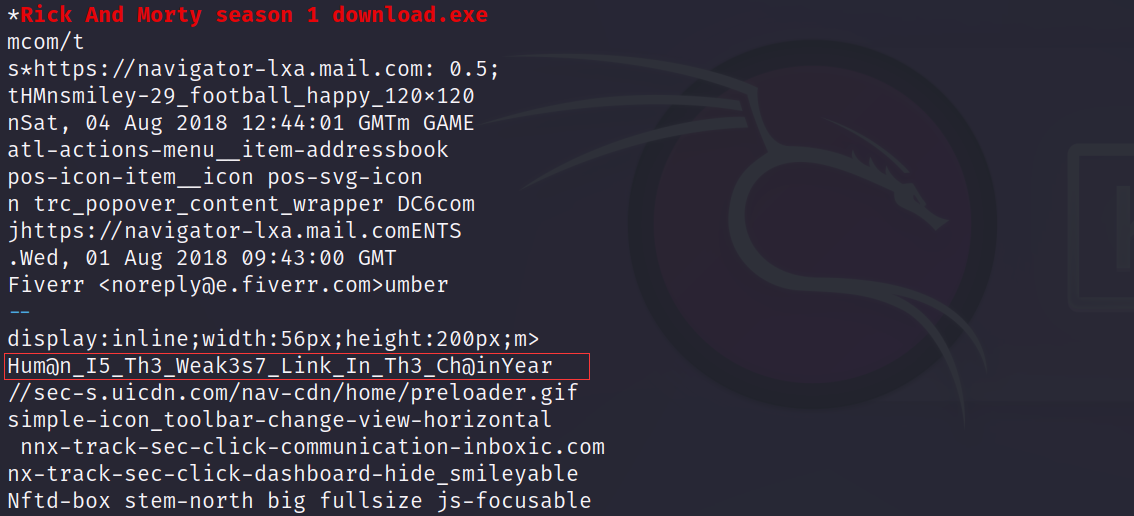 *Rick And Morty season 1 download.exe
mcom/t
s*https://navigator-lxa.mail.com: 0.5;
tHMnsmiley-29_football_happy_120×120
nSat, 04 Aug 2018 12:44:01 GMTm GAME
atl-actions-menu__item-addressbook
pos-icon-item__icon pos-svg-icon
n trc_popover_content_wrapper DC6com
jhttps://navigator-lxa.mail.comENTS
.Wed, 01 Aug 2018 09:43:00 GMT
Fiverr <noreply@e.fiverr.com>umber
--
display:inline;width:56px;height:200px;m>
Hum@n_I5_Th3_Weak3s7_Link_In_Th3_Ch@inYear
//sec-s.uicdn.com/nav-cdn/home/preloader.gif
simple-icon_toolbar-change-view-horizontal
 nnx-track-sec-click-communication-inboxic.com
nx-track-sec-click-dashboard-hide_smileyable
Nftd-box stem-north big fullsize js-focusable